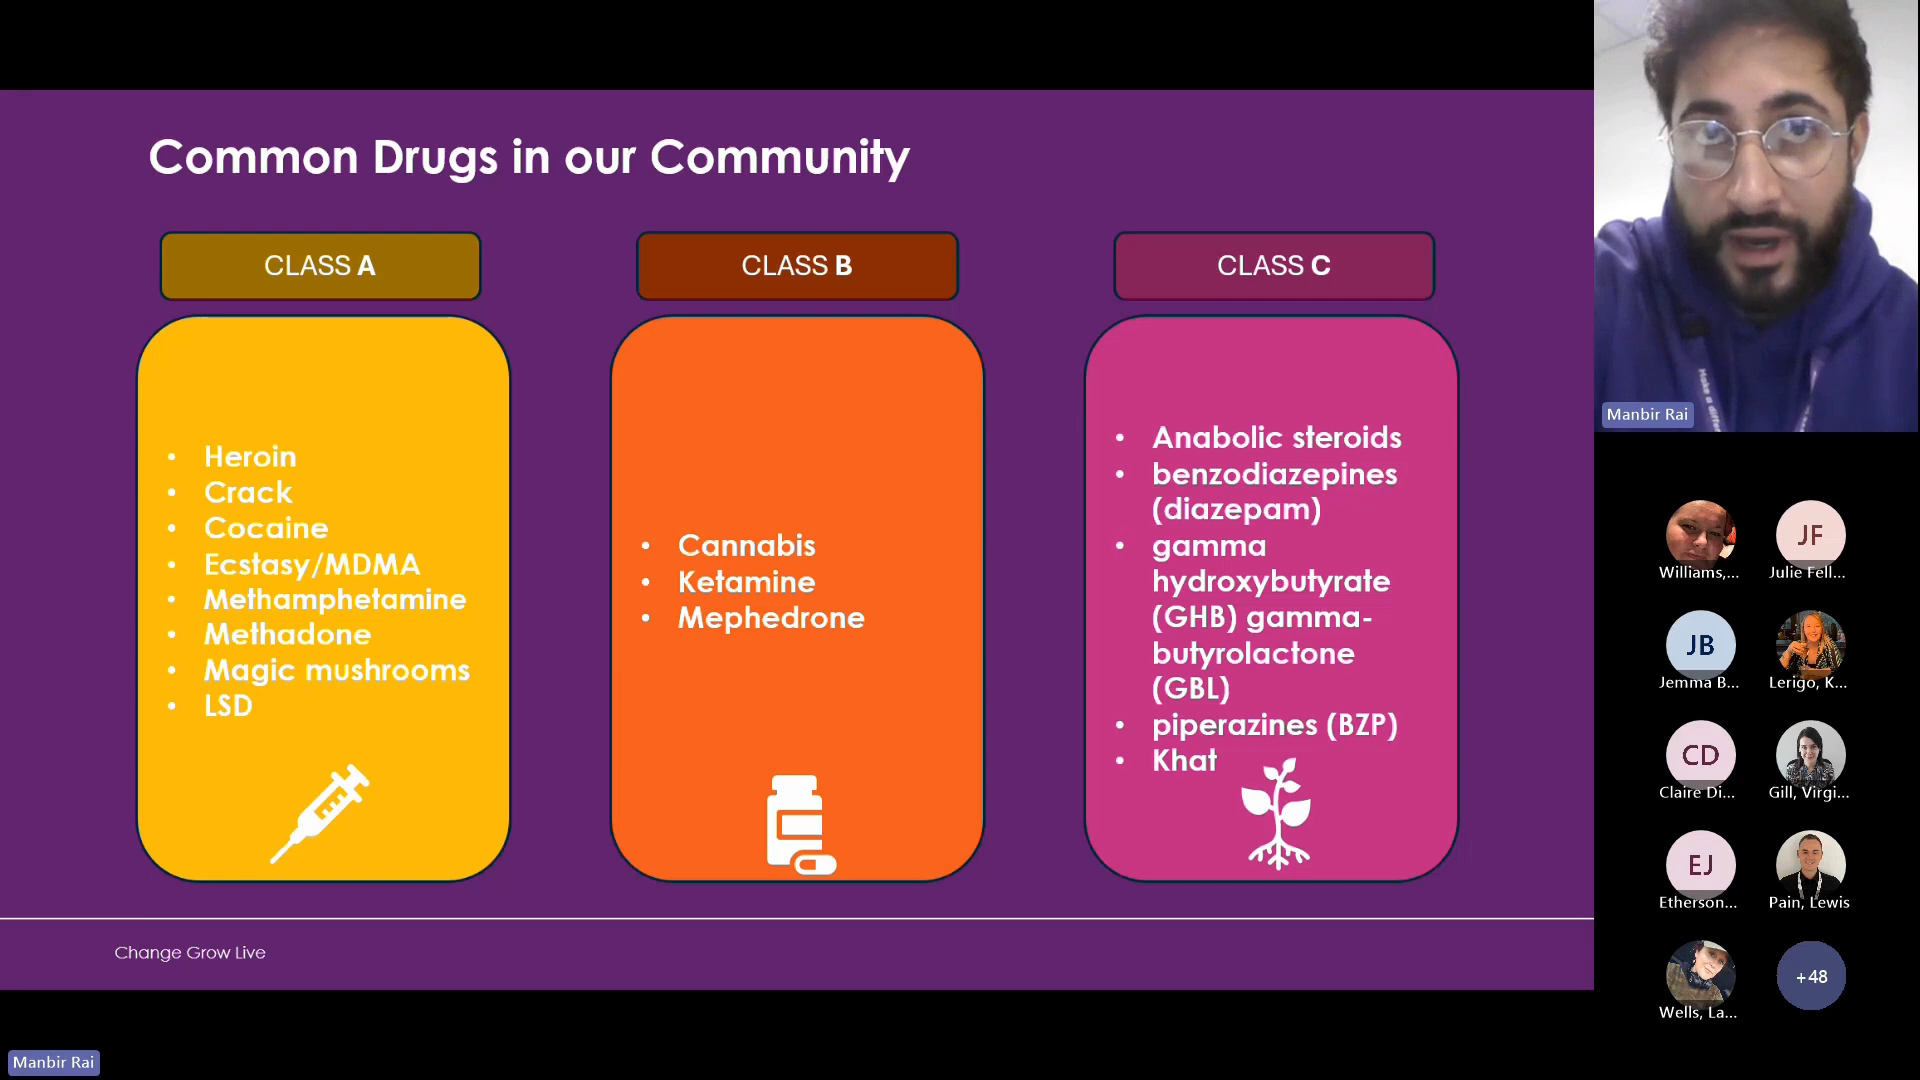 Common Drugs in our Community
CLASS A
• Heroin
• Crack
• Cocaine
• Ecstasy/MDMA
• Methamphetamine
• Methadone
• Magic mushrooms
• LSD
CLASS B
• Cannabis
• Ketamine
• Mephedrone
CLASS C
• Anabolic steroids
• benzodiazepines
(diazepam)
• gamma
hydroxybutyrate
(GHB) gamma-
butyrolactone
(GBL)
• piperazines (BZP)
• Khat
Change Grow Live
Manbir Rai
Make a diff
Manbir Rai
Williams,...
JF
Julie Fell...
JB
Jemma B...
Lerigo, K...
CD
Claire Di...
Gill, Virgi...
EJ
Etherson...
Pain, Lewis
Wells, La...
+48